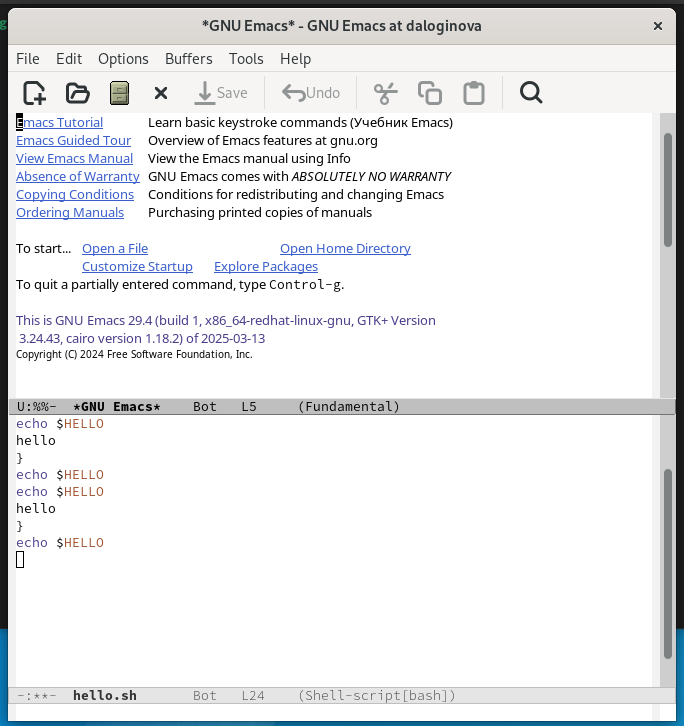 *GNU Emacs* - GNU Emacs at daloginova
File Edit Options Buffers Tools Help
Save Undo
Emacs Tutorial Learn basic keystroke commands (Учебник Emacs)
Emacs Guided Tour Overview of Emacs features at gnu.org
View Emacs Manual View the Emacs manual using Info
Absence of Warranty GNU Emacs comes with ABSOLUTELY NO WARRANTY
Copying Conditions Conditions for redistributing and changing Emacs
Ordering Manuals Purchasing printed copies of manuals
To start... Open a File Open Home Directory
Customize Startup Explore Packages
To quit a partially entered command, type Control-g.
This is GNU Emacs 29.4 (build 1, x86_64-redhat-linux-gnu, GTK+ Version
3.24.43, cairo version 1.18.2) of 2025-03-13
Copyright (C) 2024 Free Software Foundation, Inc.
U:%%- *GNU Emacs* Bot L5 (Fundamental)
echo $HELLO
hello
}
echo $HELLO
echo $HELLO
hello
}
echo $HELLO
-:**- hello.sh Bot L24 (Shell-script[bash])